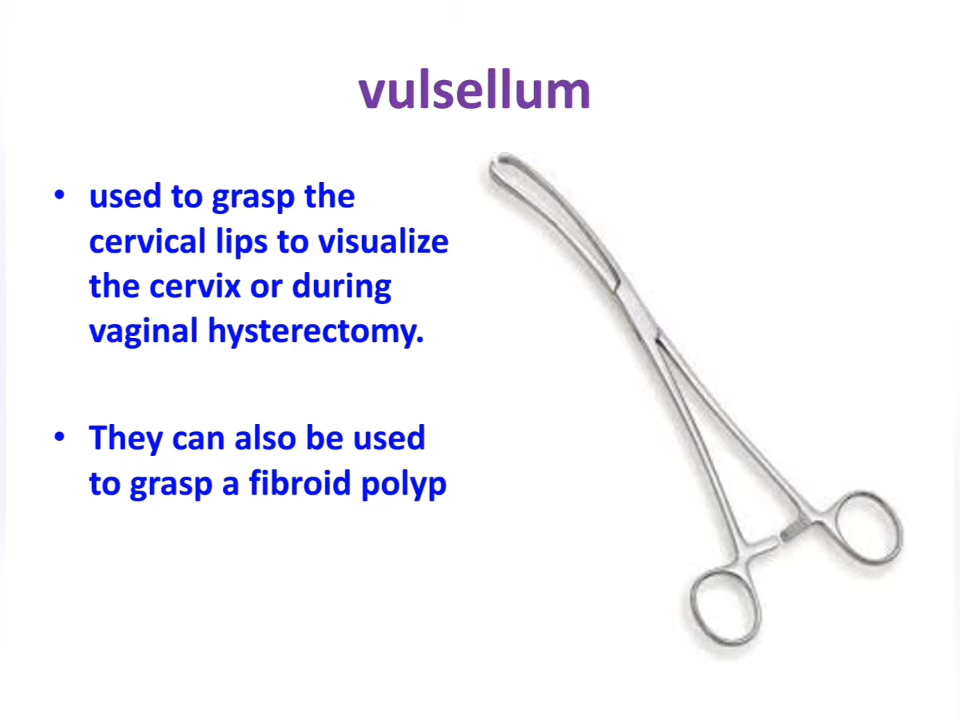 vulsellum
• used to grasp the
cervical lips to visualize
the cervix or during
vaginal hysterectomy.
• They can also be used
to grasp a fibroid polyp